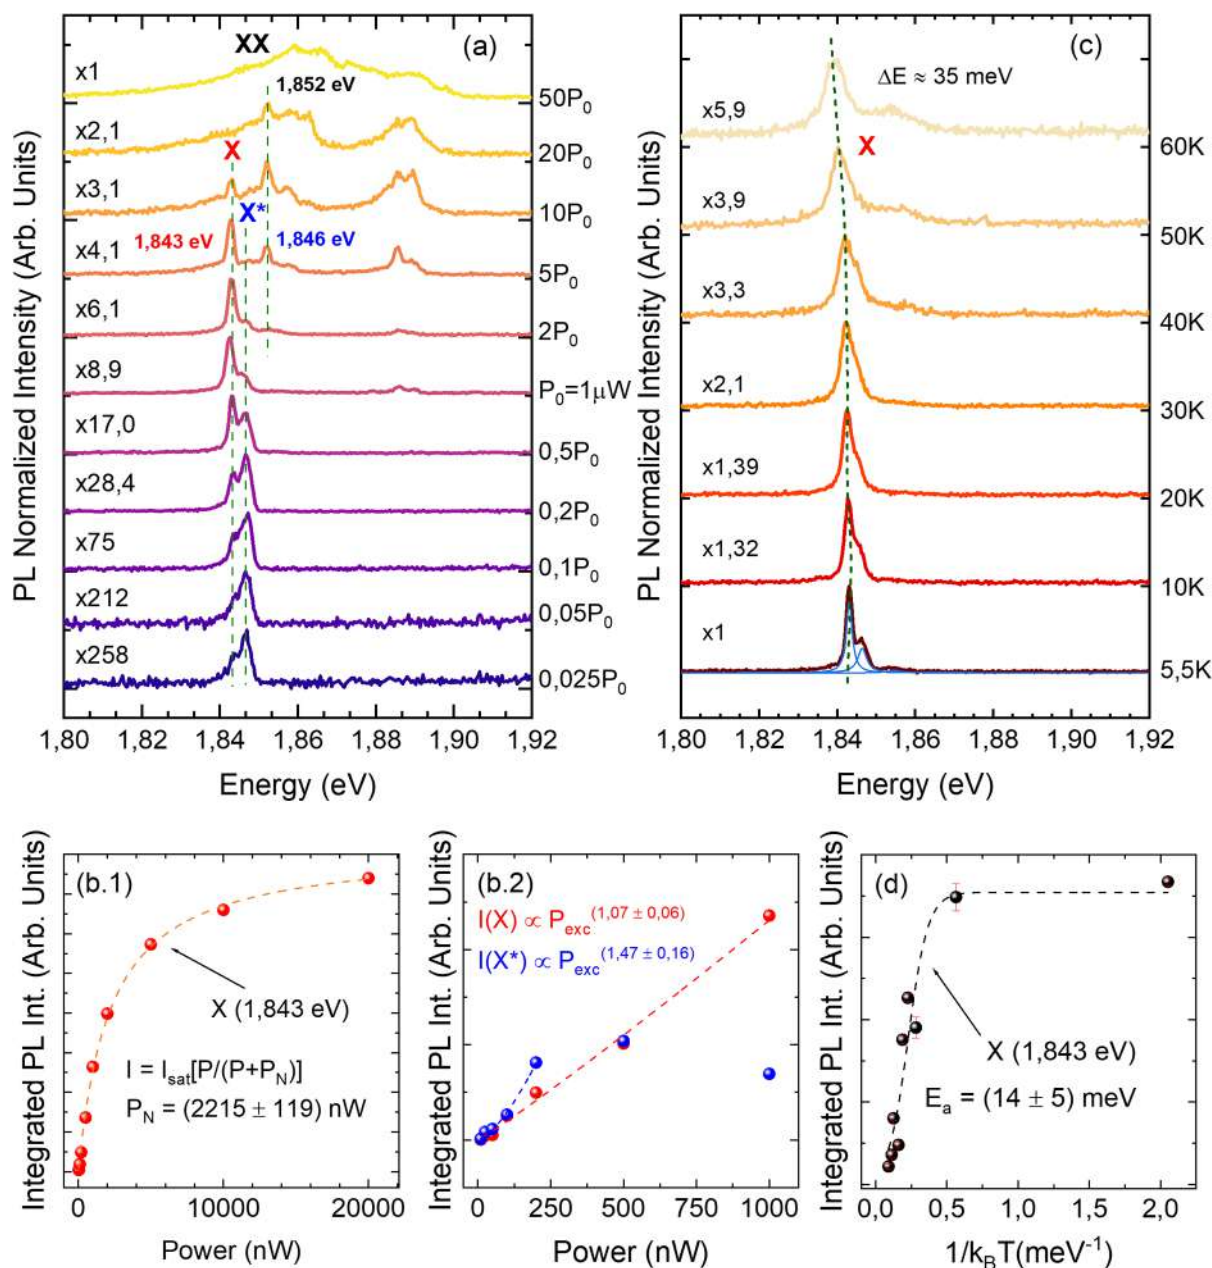 PL Normalized Intensity (Arb. Units)
(a)
XX
x1
1,852 eV
50P₀
x2,1
20P₀
X
x3,1
X*
10P₀
x4,1
1,843 eV
1,846 eV
5P₀
x6,1
2P₀
x8,9
P₀=1μW
x17,0
0,5P₀
x28,4
0,2P₀
x75
0,1P₀
x212
0,05P₀
x258
0,025P₀
1,80 1,82 1,84 1,86 1,88 1,90 1,92
Energy (eV)
PL Normalized Intensity (Arb. Units)
(c)
ΔE ≈ 35 meV
x5,9
X
60K
x3,9
50K
x3,3
40K
x2,1
30K
x1,39
20K
x1,32
10K
x1
5,5K
1,80 1,82 1,84 1,86 1,88 1,90 1,92
Energy (eV)
Integrated PL Int. (Arb. Units)
(b.1)
X (1,843 eV)
I = I_sat[P/(P+P_N)]
P_N = (2215 ± 119) nW
0 10000 20000
Power (nW)
Integrated PL Int. (Arb. Units)
(b.2)
I(X) ∝ P_exc^(1,07 ± 0,06)
I(X*) ∝ P_exc^(1,47 ± 0,16)
0 250 500 750 1000
Power (nW)
Integrated PL Int. (Arb. Units)
(d)
X (1,843 eV)
E_a = (14 ± 5) meV
0,0 0,5 1,0 1,5 2,0
1/k_BT(meV⁻¹)